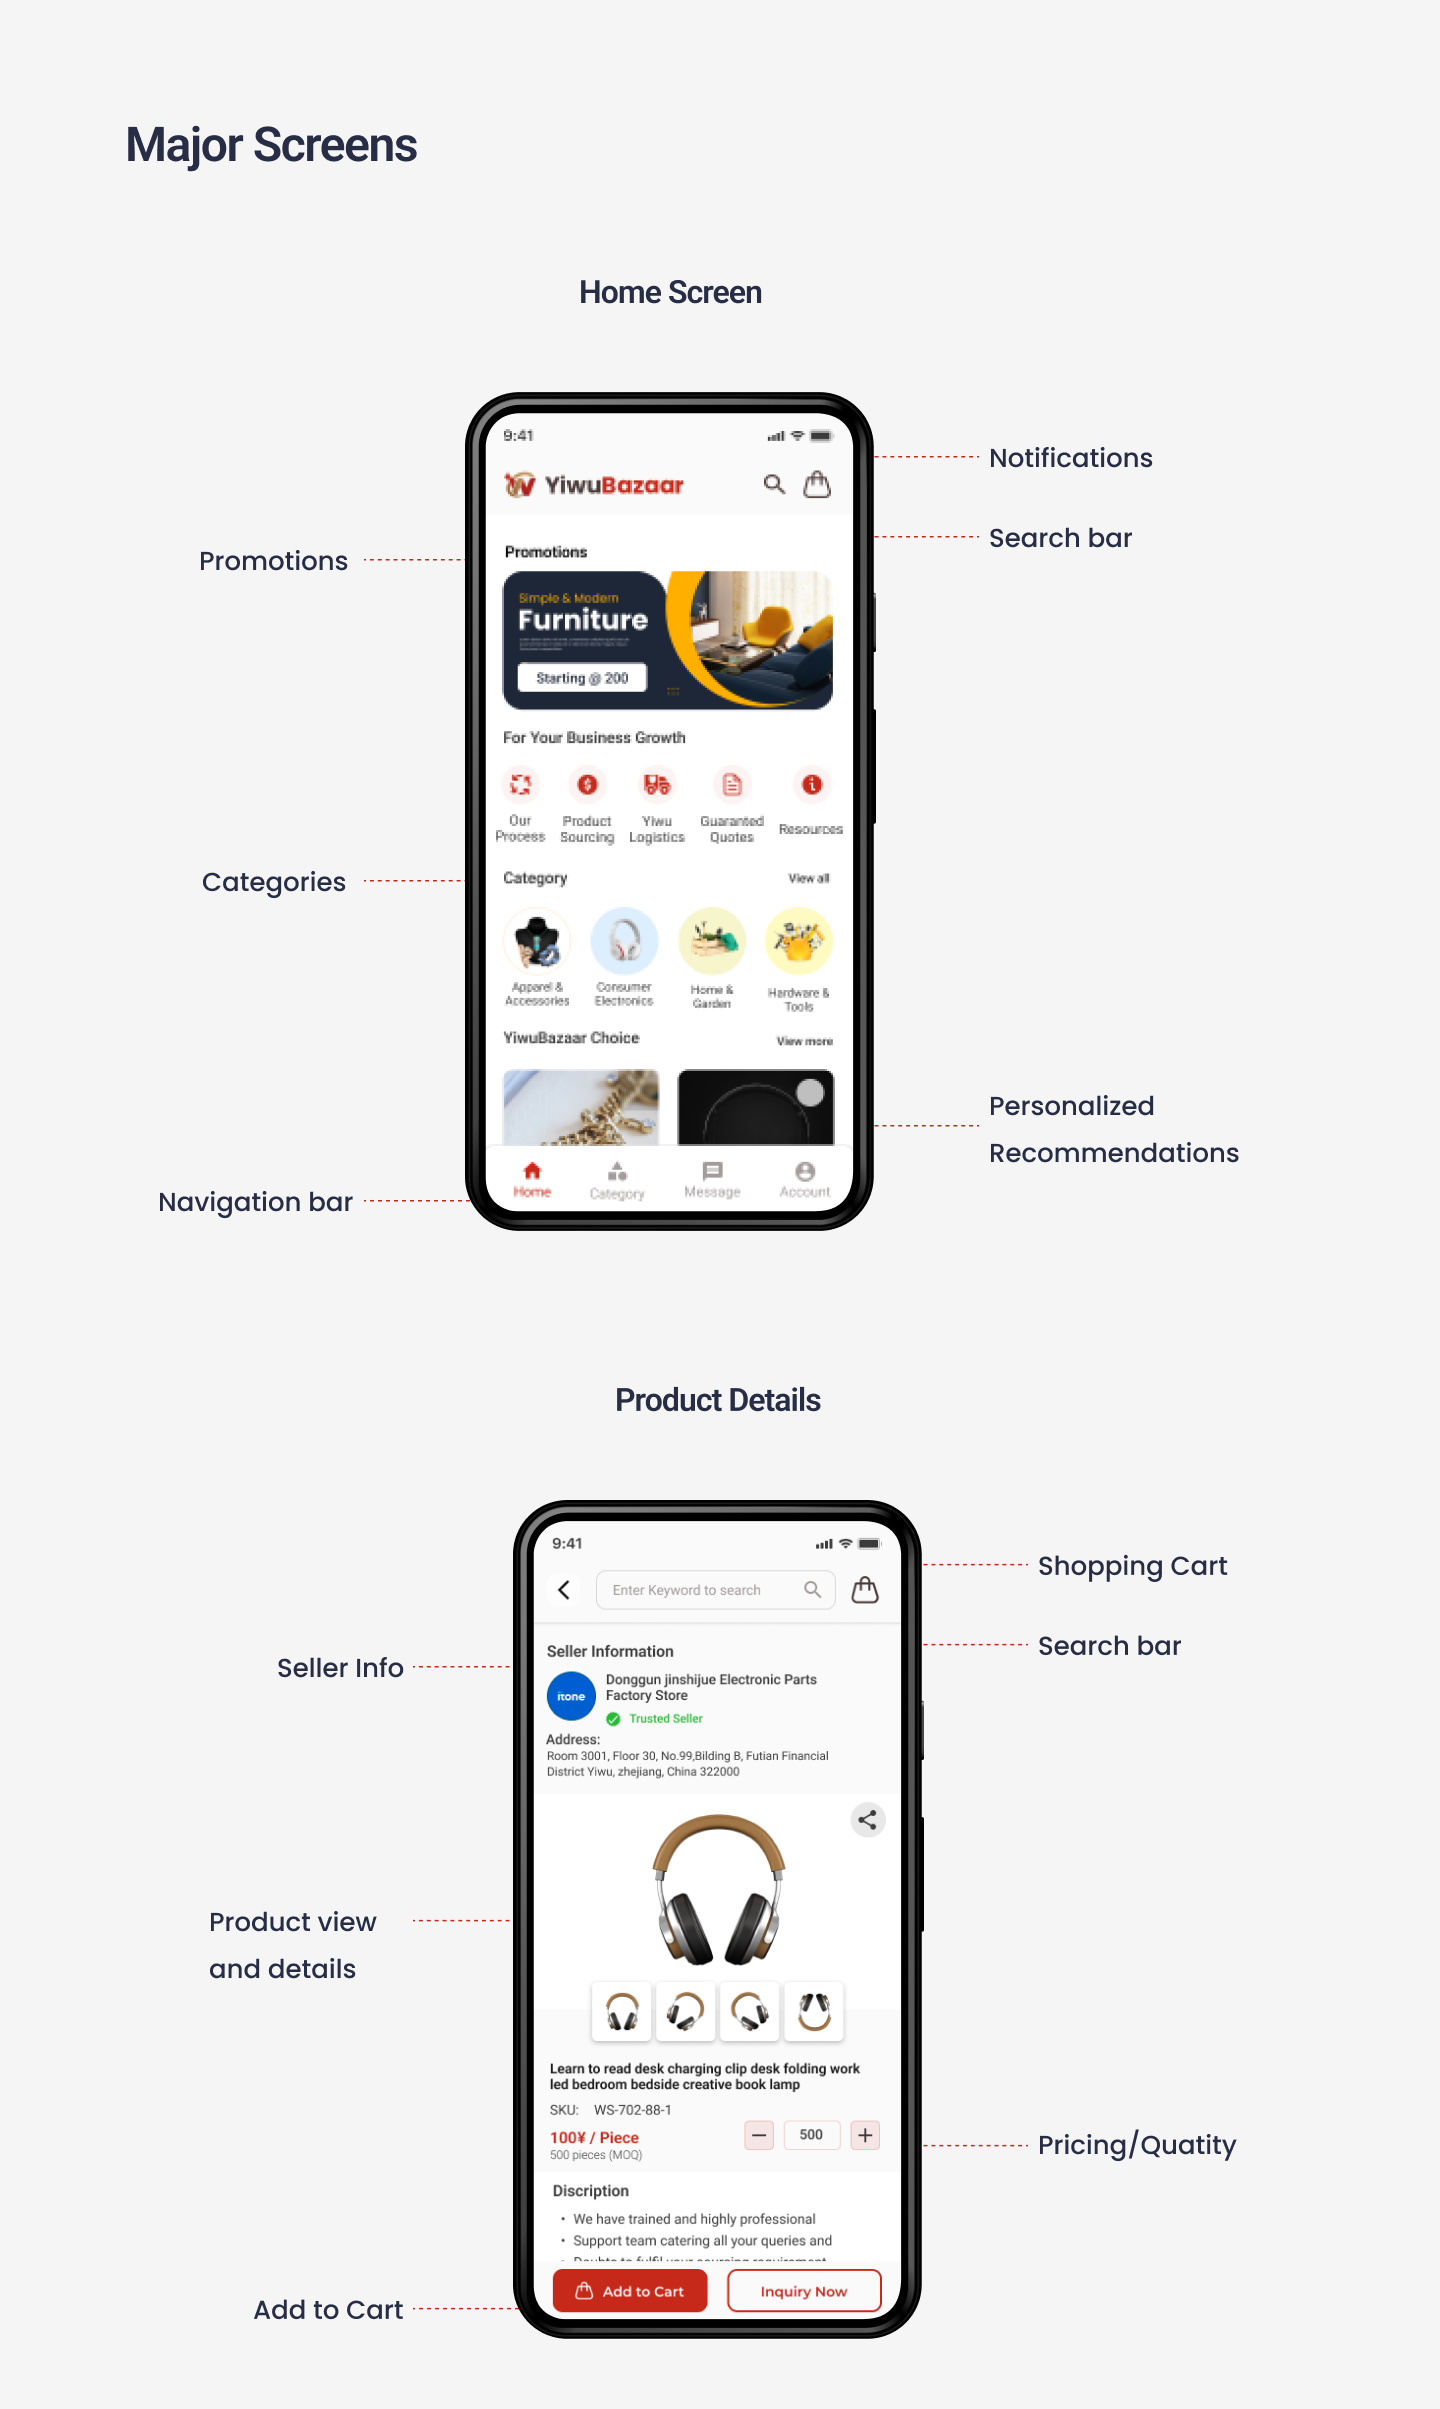 Major Screens
Home Screen
9:41
YiwuBazaar
Notifications
Search bar
Promotions
Promotions
Simple & Modern
Furniture
Starting @ 200
For Your Business Growth
Our
Process
Product
Sourcing
Yiwu
Logistics
Guaranted
Quotes
Resources
Categories
Category
View all
Apparel &
Accessories
Consumer
Electronics
Home &
Garden
Hardware &
Tools
YiwuBazaar Choice
View more
Personalized
Recommendations
Navigation bar
Home
Category
Message
Account
Product Details
9:41
Enter Keyword to search
Shopping Cart
Search bar
Seller Info
Seller Information
itone
Donggun jinshijue Electronic Parts
Factory Store
Trusted Seller
Address:
Room 3001, Floor 30, No.99,Bilding B, Futian Financial
District Yiwu, zhejiang, China 322000
Product view
and details
Learn to read desk charging clip desk folding work
led bedroom bedside creative book lamp
SKU: WS-702-88-1
100¥ / Piece
500 pieces (MOQ)
500
Pricing/Quatity
Discription
• We have trained and highly professional
• Support team catering all your queries and
• Doubts to fulfil your sourcing requirement
Add to Cart
Add to Cart
Inquiry Now